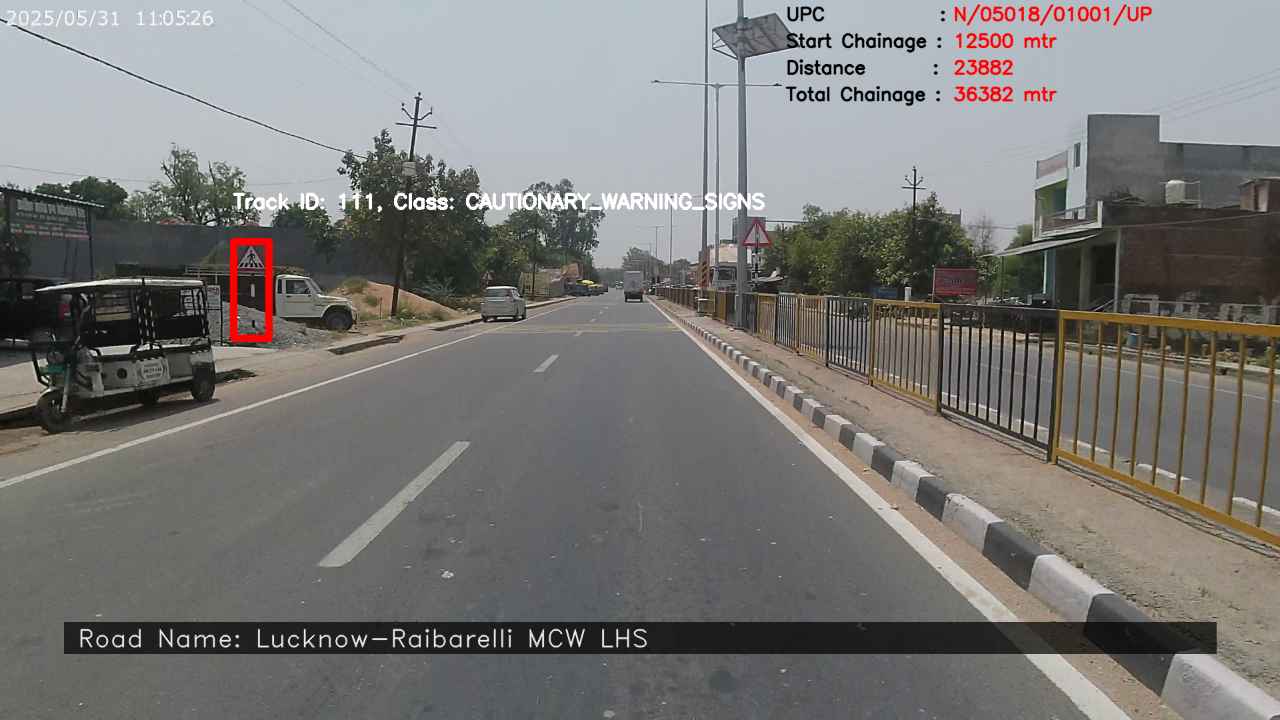 2025/05/31 11:05:26
UPC : N/05018/01001/UP
Start Chainage : 12500 mtr
Distance : 23882
Total Chainage : 36382 mtr
Track ID: 111, Class: CAUTIONARY_WARNING_SIGNS
Road Name: Lucknow-Raibarelli MCW LHS